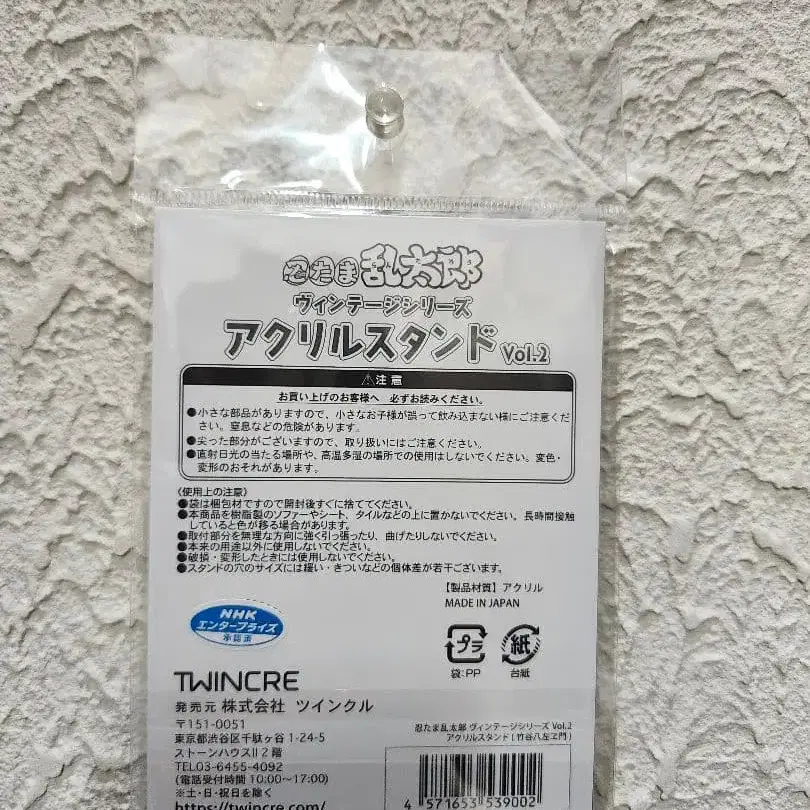 忍たま乱太郎
ヴィンテージシリーズ
アクリルスタンド Vol.2
⚠注意
お買い上げのお客様へ 必ずお読みください。
●小さな部品がありますので、小さなお子様が誤って飲み込まない様にご注意くだ
さい。窒息などの危険があります。
●尖った部分がございますので、取り扱いにはご注意ください。
●直射日光の当たる場所や、高温多湿の場所での使用はしないでください。変色・
変形のおそれがあります。
〈使用上の注意〉
●袋は梱包材ですので開封後すぐに捨ててください。
●本商品を樹脂製のソファーやシート、タイルなどの上に置かないでください。長時間接触
していると色が移る場合があります。
●取付部分を無理な方向に強く引っ張ったり、曲げたりしないでください。
●本来の用途以外に使用しないでください。
●破損・変形したときには使用しないでください。
●スタンドの穴のサイズには緩い・きついなどの個体差が若干ございます。
【製品材質】アクリル
MADE IN JAPAN
NHK
エンタープライズ
承認済
プラ
袋:PP
紙
台紙
TWINCRE
発売元 株式会社 ツインクル
〒151-0051
東京都渋谷区千駄ヶ谷1-24-5
ストーンハウスⅡ2階
TEL03-6455-4092
(電話受付時間 10:00〜17:00)
※土・日・祝日を除く
https://twincre.com/
忍たま乱太郎 ヴィンテージシリーズ Vol.2
アクリルスタンド [竹谷八左ヱ門]
4 571653 539002